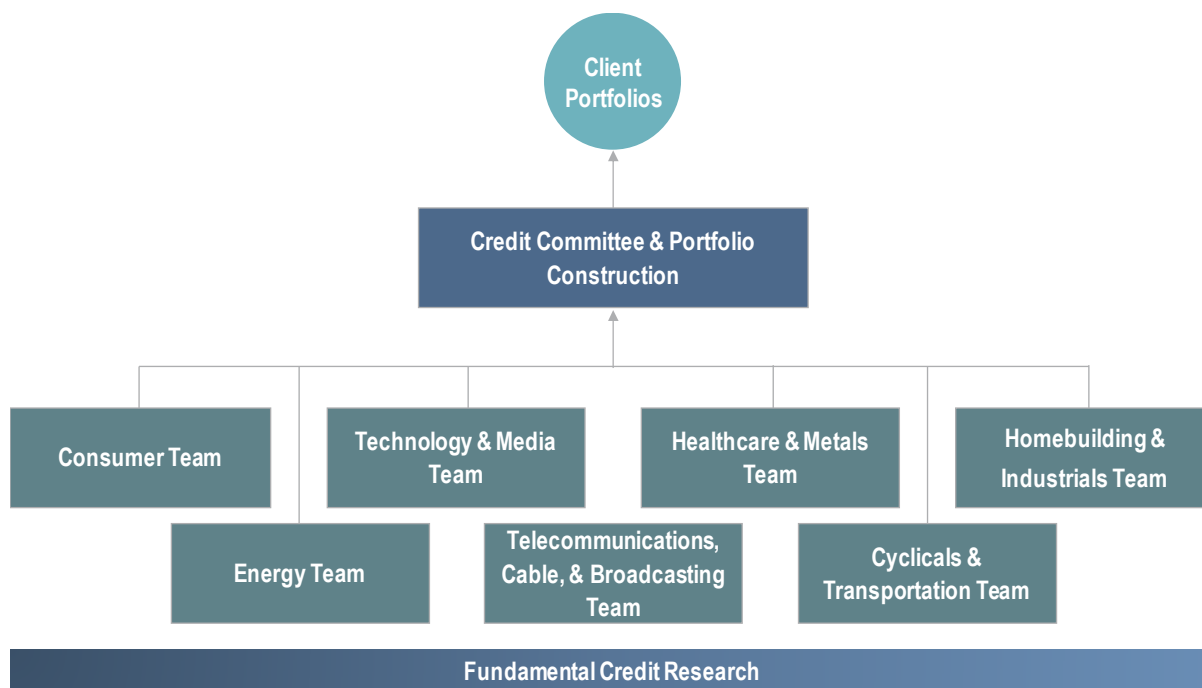 Client
Portfolios
Credit Committee & Portfolio
Construction
Consumer Team
Technology & Media
Team
Healthcare & Metals
Team
Homebuilding &
Industrials Team
Energy Team
Telecommunications,
Cable, & Broadcasting
Team
Cyclicals &
Transportation Team
Fundamental Credit Research